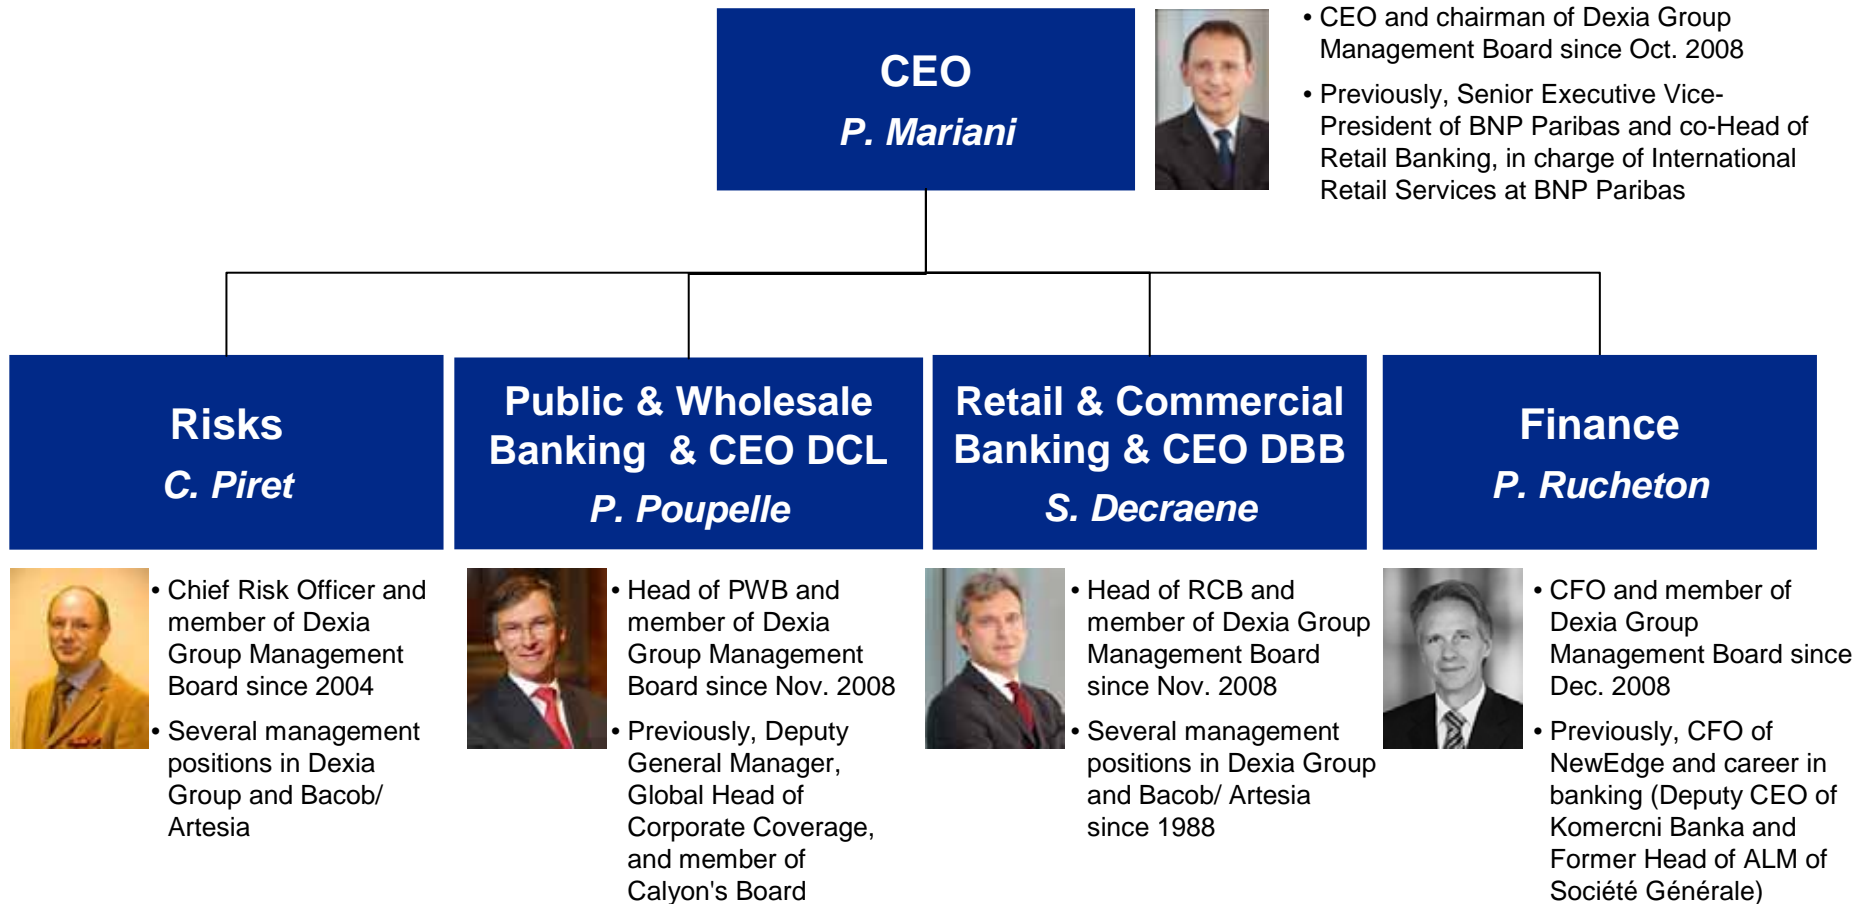 CEO
P. Mariani
• CEO and chairman of Dexia Group
Management Board since Oct. 2008
• Previously, Senior Executive Vice-
President of BNP Paribas and co-Head of
Retail Banking, in charge of International
Retail Services at BNP Paribas
Risks
C. Piret
Public & Wholesale
Banking & CEO DCL
P. Poupelle
Retail & Commercial
Banking & CEO DBB
S. Decraene
Finance
P. Rucheton
• Chief Risk Officer and
member of Dexia
Group Management
Board since 2004
• Several management
positions in Dexia
Group and Bacob/
Artesia
• Head of PWB and
member of Dexia
Group Management
Board since Nov. 2008
• Previously, Deputy
General Manager,
Global Head of
Corporate Coverage,
and member of
Calyon's Board
• Head of RCB and
member of Dexia Group
Management Board
since Nov. 2008
• Several management
positions in Dexia Group
and Bacob/ Artesia
since 1988
• CFO and member of
Dexia Group
Management Board since
Dec. 2008
• Previously, CFO of
NewEdge and career in
banking (Deputy CEO of
Komercni Banka and
Former Head of ALM of
Société Générale)